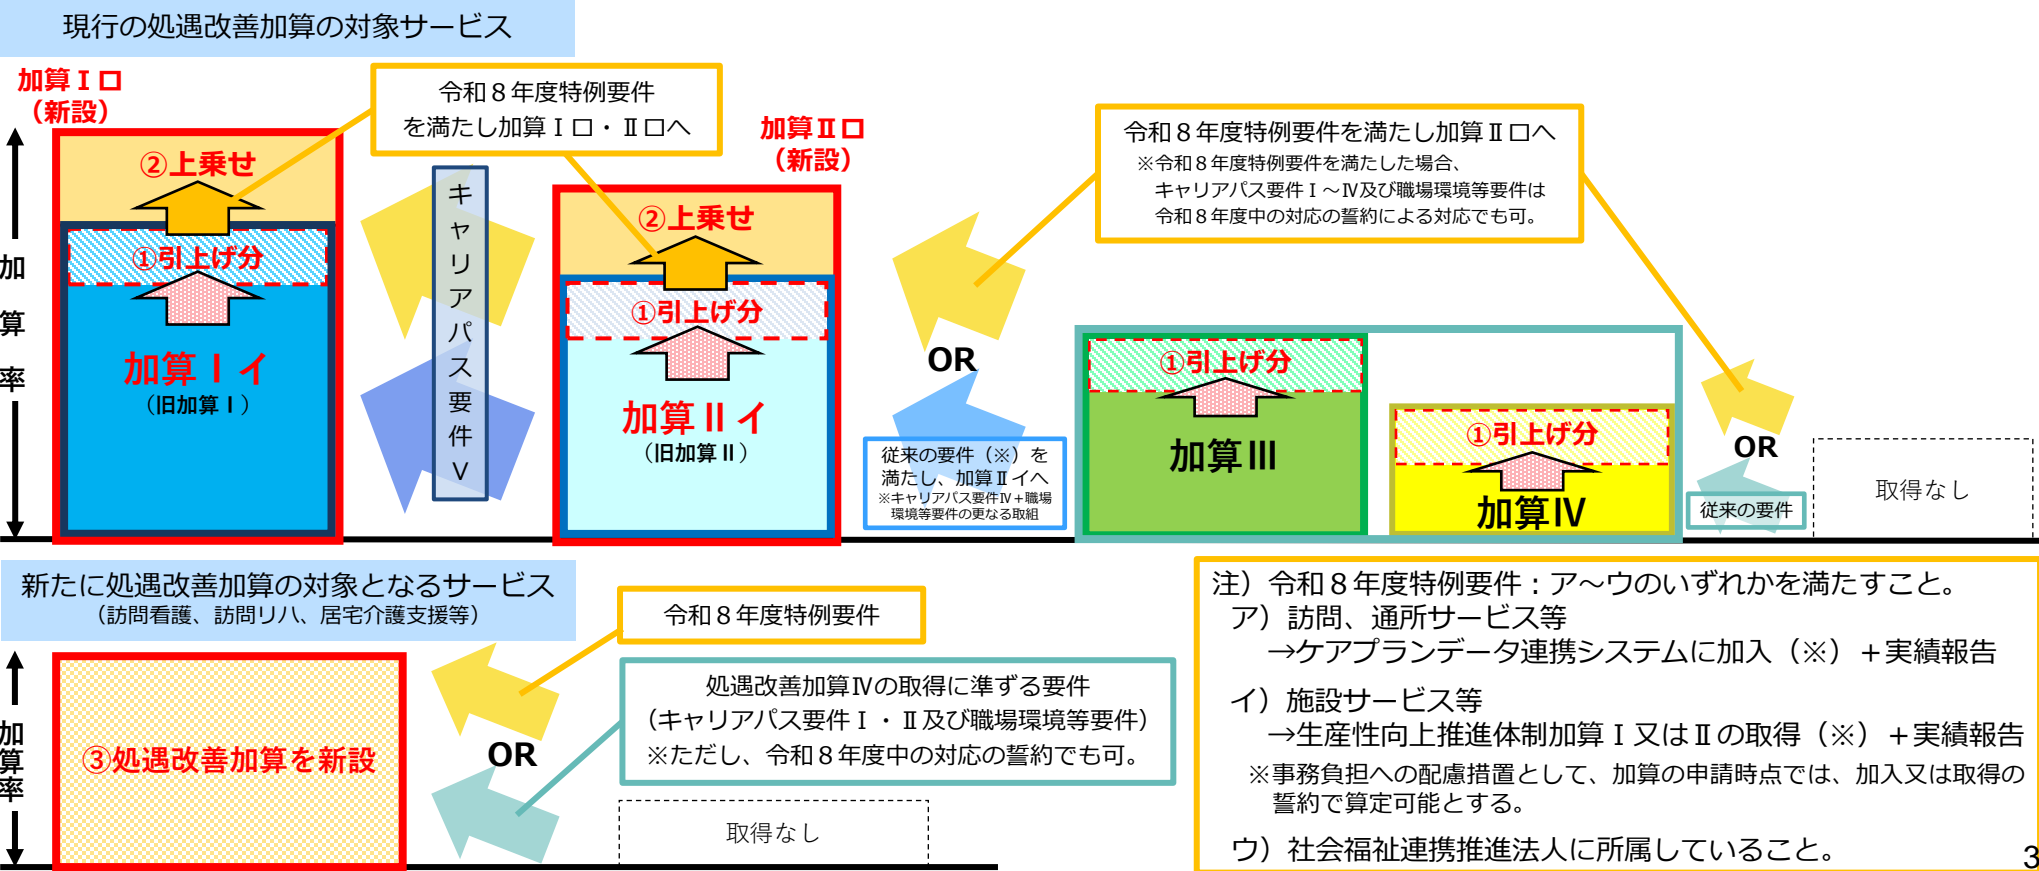 現行の処遇改善加算の対象サービス
加算Ⅰロ
（新設）
令和８年度特例要件
を満たし加算Ⅰロ・Ⅱロへ
加算Ⅱロ
（新設）
令和８年度特例要件を満たし加算Ⅱロへ
※令和８年度特例要件を満たした場合、
キャリアパス要件Ⅰ～Ⅳ及び職場環境等要件は
令和８年度中の対応の誓約による対応でも可。
加算率
②上乗せ
①引上げ分
加算Ⅰイ
（旧加算Ⅰ）
キャリアパス要件Ⅴ
②上乗せ
①引上げ分
加算Ⅱイ
（旧加算Ⅱ）
OR
従来の要件（※）を
満たし、加算Ⅱイへ
※キャリアパス要件Ⅳ＋職場
環境等要件の更なる取組
①引上げ分
加算Ⅲ
①引上げ分
加算Ⅳ
OR
従来の要件
取得なし
新たに処遇改善加算の対象となるサービス
（訪問看護、訪問リハ、居宅介護支援等）
加算率
③処遇改善加算を新設
令和８年度特例要件
OR
処遇改善加算Ⅳの取得に準ずる要件
（キャリアパス要件Ⅰ・Ⅱ及び職場環境等要件）
※ただし、令和８年度中の対応の誓約でも可。
取得なし
注）令和８年度特例要件：ア～ウのいずれかを満たすこと。
ア）訪問、通所サービス等
→ケアプランデータ連携システムに加入（※）＋実績報告
イ）施設サービス等
→生産性向上推進体制加算Ⅰ又はⅡの取得（※）＋実績報告
※事務負担への配慮措置として、加算の申請時点では、加入又は取得の
誓約で算定可能とする。
ウ）社会福祉連携推進法人に所属していること。
3